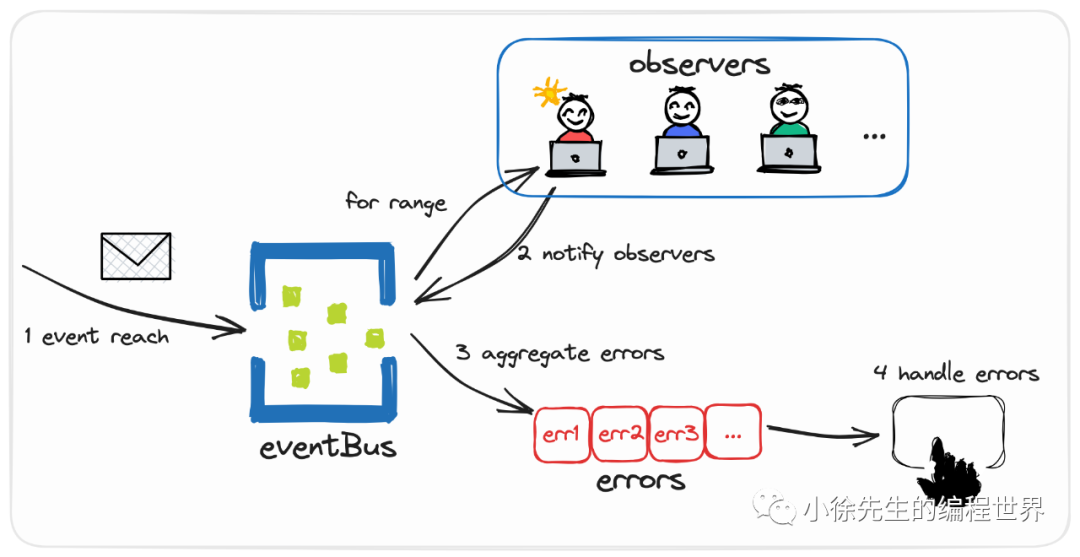 observers
...
for range
2 notify observers
1 event reach
3 aggregate errors
4 handle errors
err1
err2
err3
...
eventBus
errors
小徐先生的编程世界